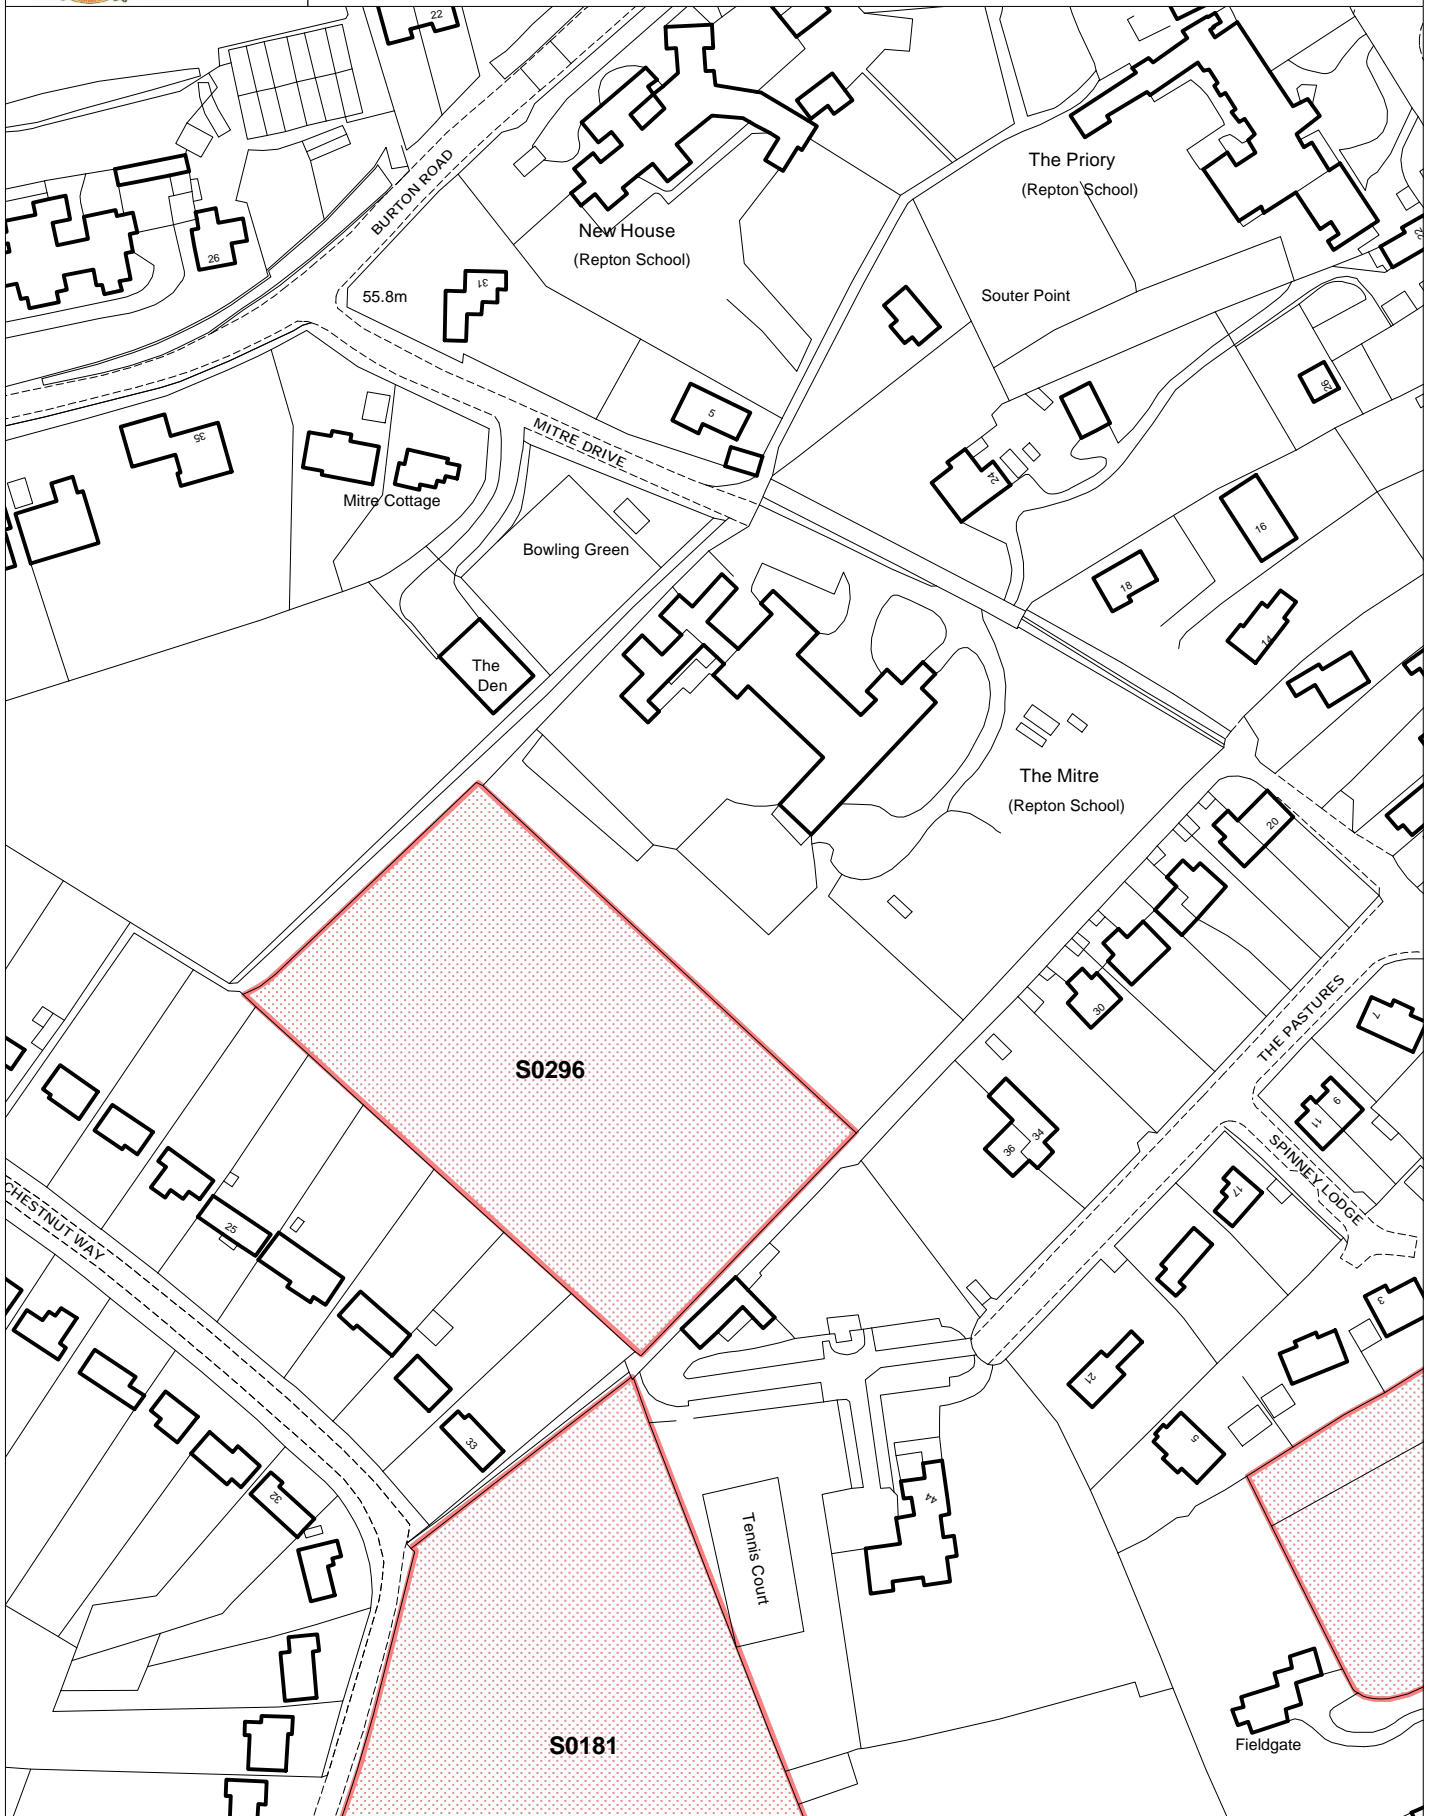 22
BURTON ROAD
The Priory
(Repton School)
26
New House
(Repton School)
22
55.8m
31
Souter Point
26
5
MITRE DRIVE
35
Mitre Cottage
24
16
Bowling Green
18
14
The
Den
The Mitre
(Repton School)
20
THE PASTURES
30
7
S0296
9
11
34
36
SPINNEY LODGE
17
CHESTNUT WAY
25
3
21
33
5
32
44
Tennis Court
S0181
Fieldgate